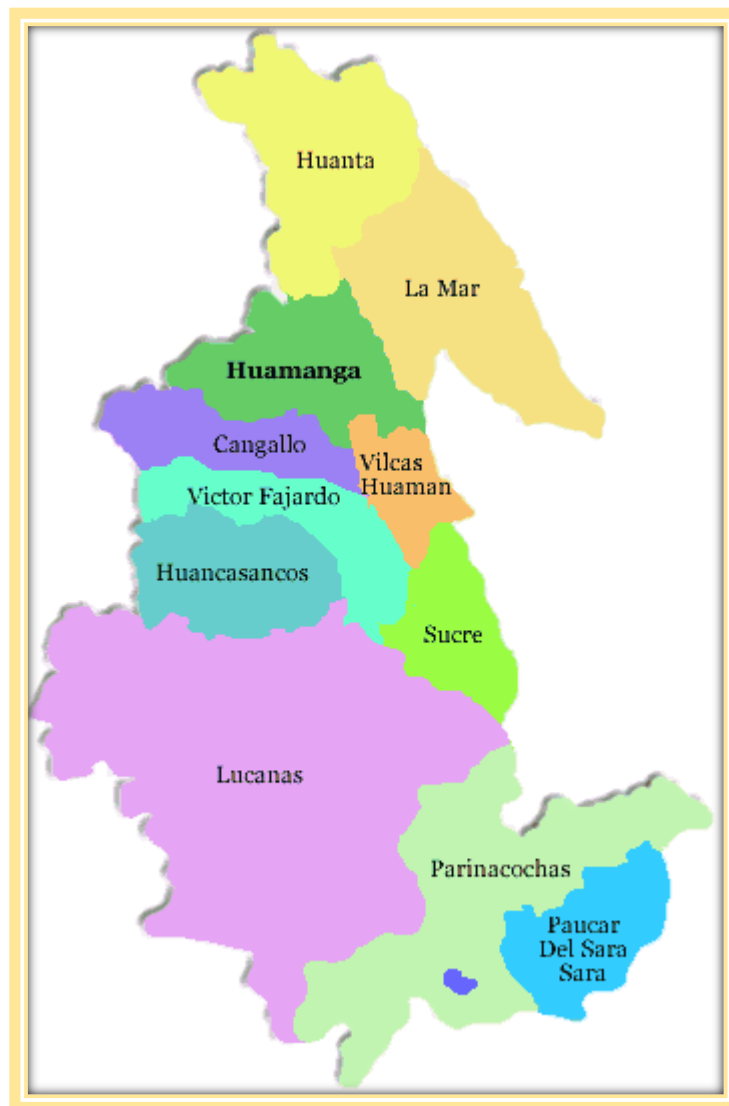 Huanta
La Mar
Huamanga
Cangallo
Vilcas
Huaman
Victor Fajardo
Huancasancos
Sucre
Lucanas
Parinacochas
Paucar
Del Sara
Sara